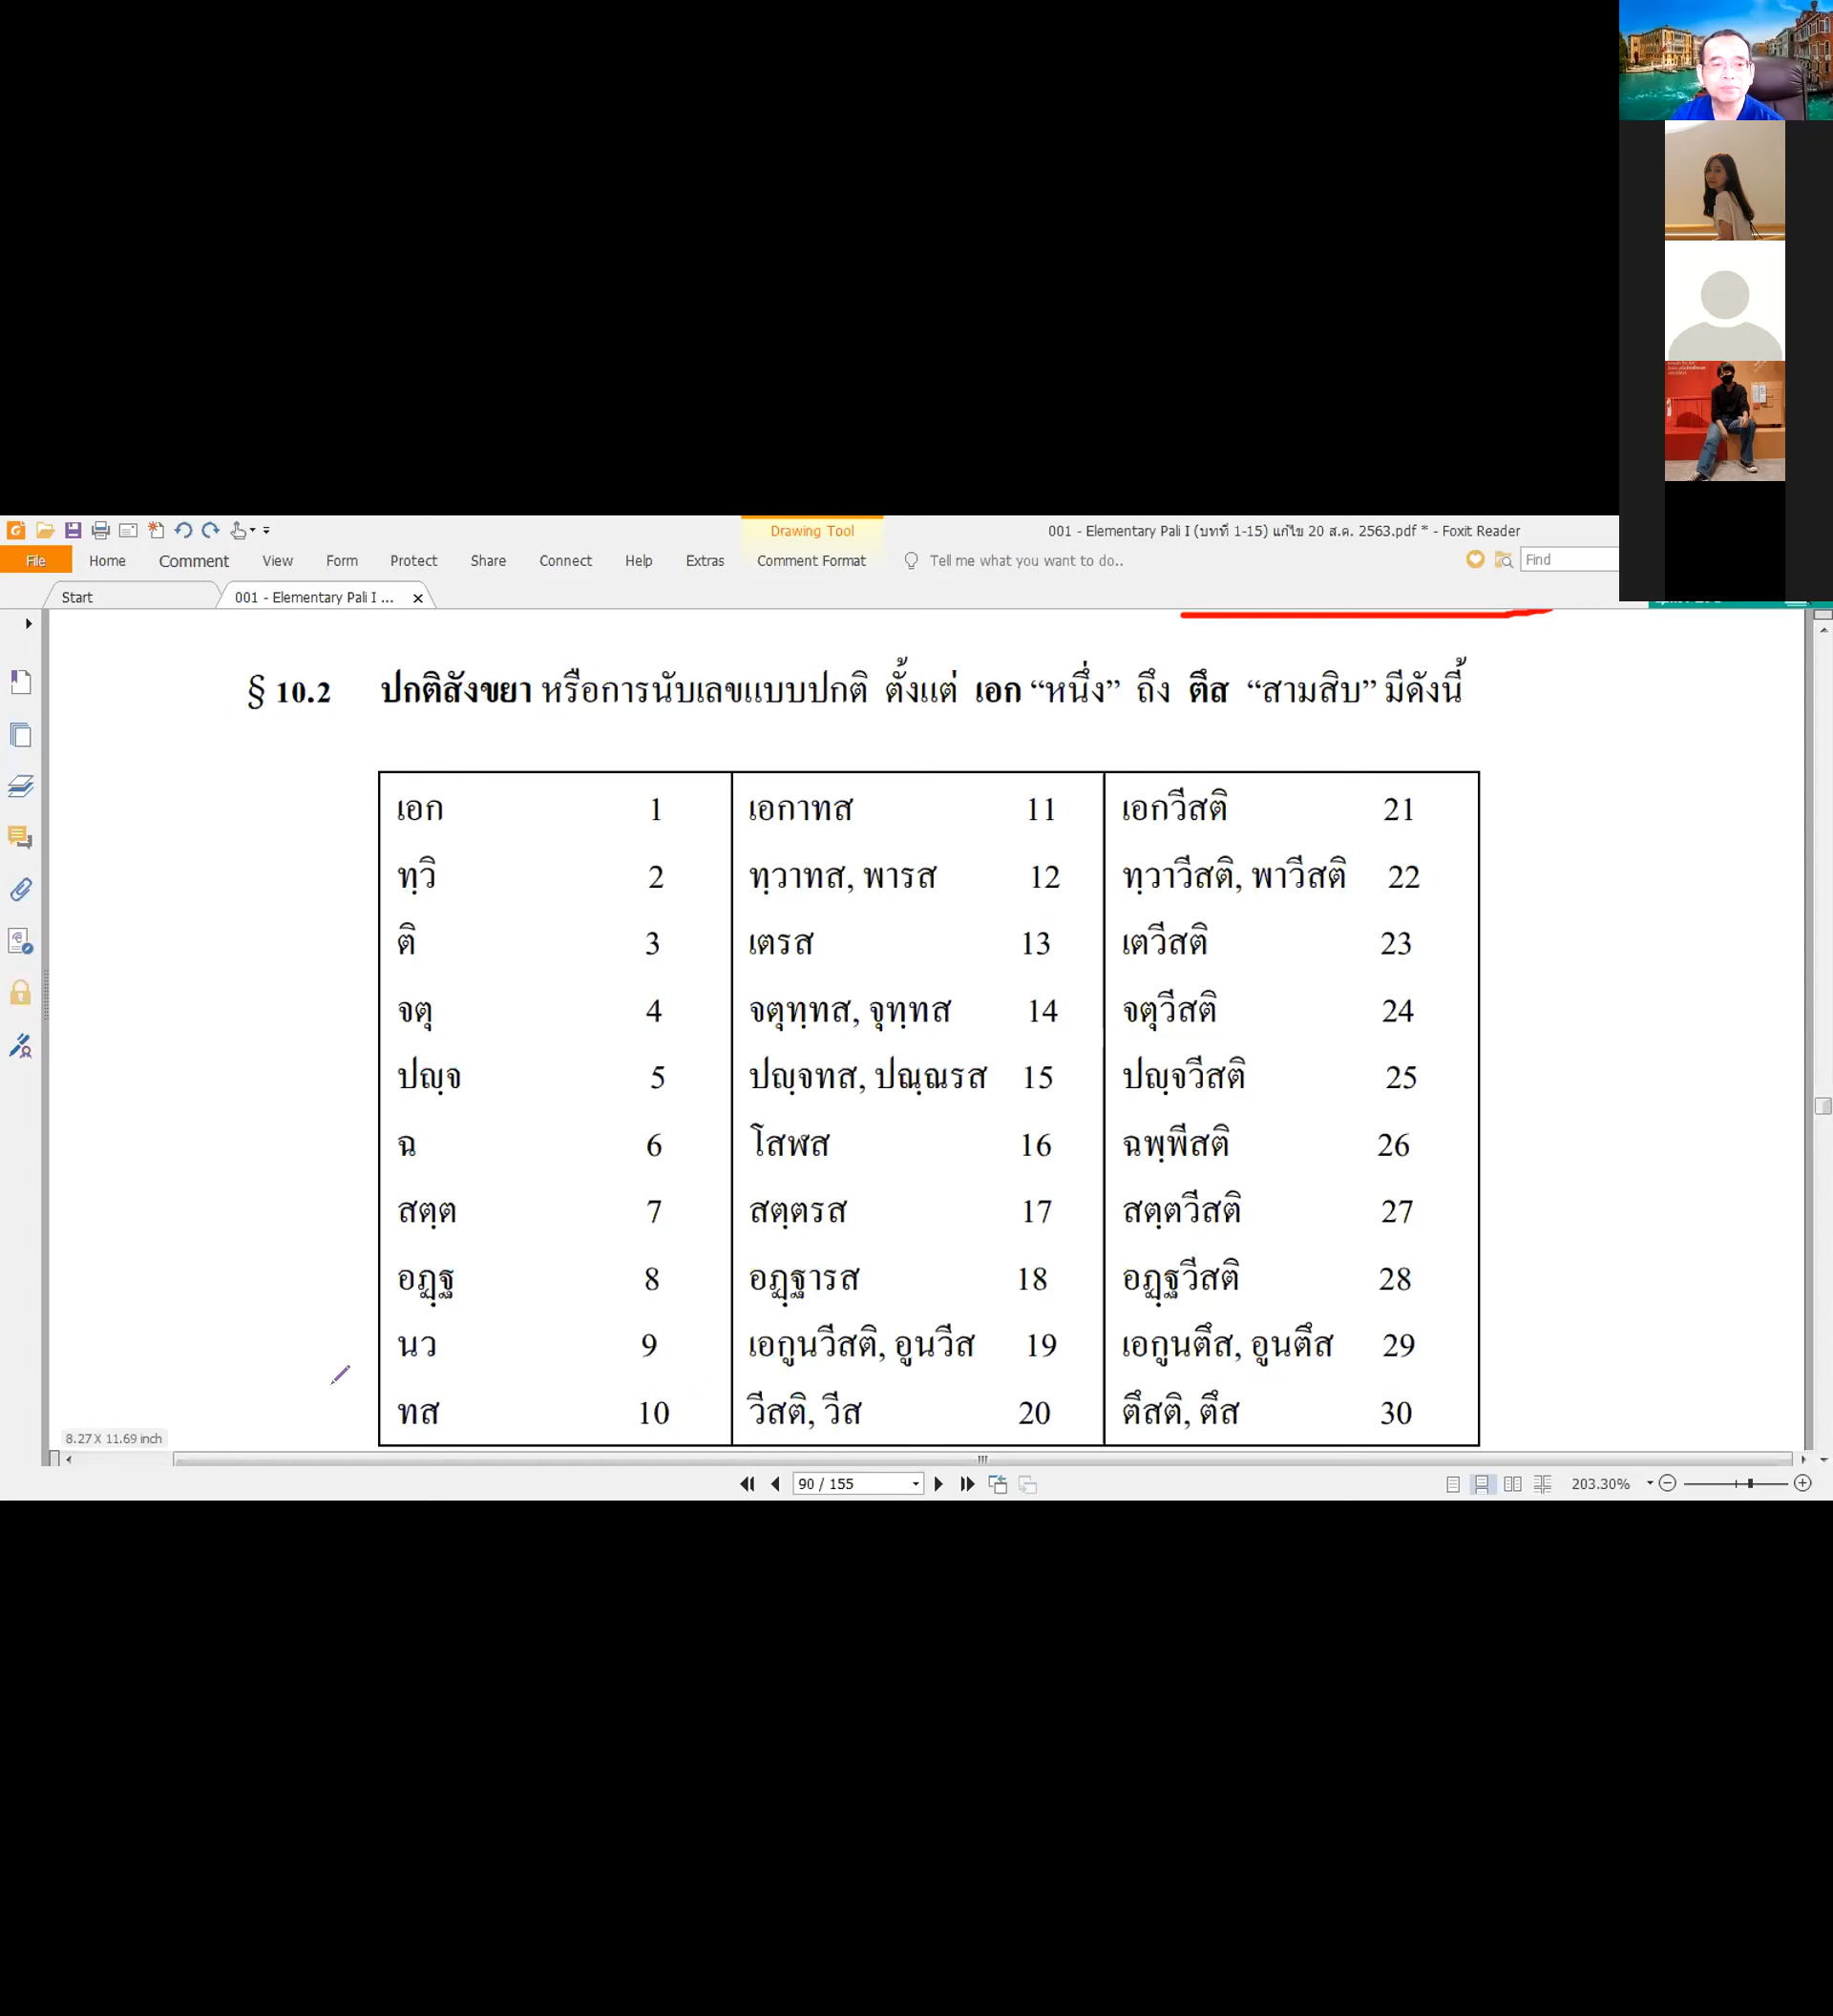 Drawing Tool
001 - Elementary Pali I (บทที่ 1-15) แก้ไข 20 ส.ค. 2563.pdf * - Foxit Reader
File Home Comment View Form Protect Share Connect Help Extras Comment Format Tell me what you want to do.. Find
Start 001 - Elementary Pali I ...
§ 10.2 ปกติสังขยา หรือการนับเลขแบบปกติ ตั้งแต่ เอก “หนึ่ง” ถึง ตึส “สามสิบ” มีดังนี้
เอก 1 เอกาทส 11 เอกวีสติ 21
ทฺวิ 2 ทฺวาทส, พารส 12 ทฺวาวีสติ, พาวีสติ 22
ติ 3 เตรส 13 เตวีสติ 23
จตุ 4 จตุทฺทส, จุทฺทส 14 จตุวีสติ 24
ปญฺจ 5 ปญฺจทส, ปณฺณรส 15 ปญฺจวีสติ 25
ฉ 6 โสฬส 16 ฉพฺพีสติ 26
สตฺต 7 สตฺตรส 17 สตฺตวีสติ 27
อฏฺฐ 8 อฏฺฐารส 18 อฏฺฐวีสติ 28
นว 9 เอกูนวีสติ, อูนวีส 19 เอกูนตึส, อูนตึส 29
ทส 10 วีสติ, วีส 20 ตึสติ, ตึส 30
8.27 X 11.69 inch
90 / 155 203.30%